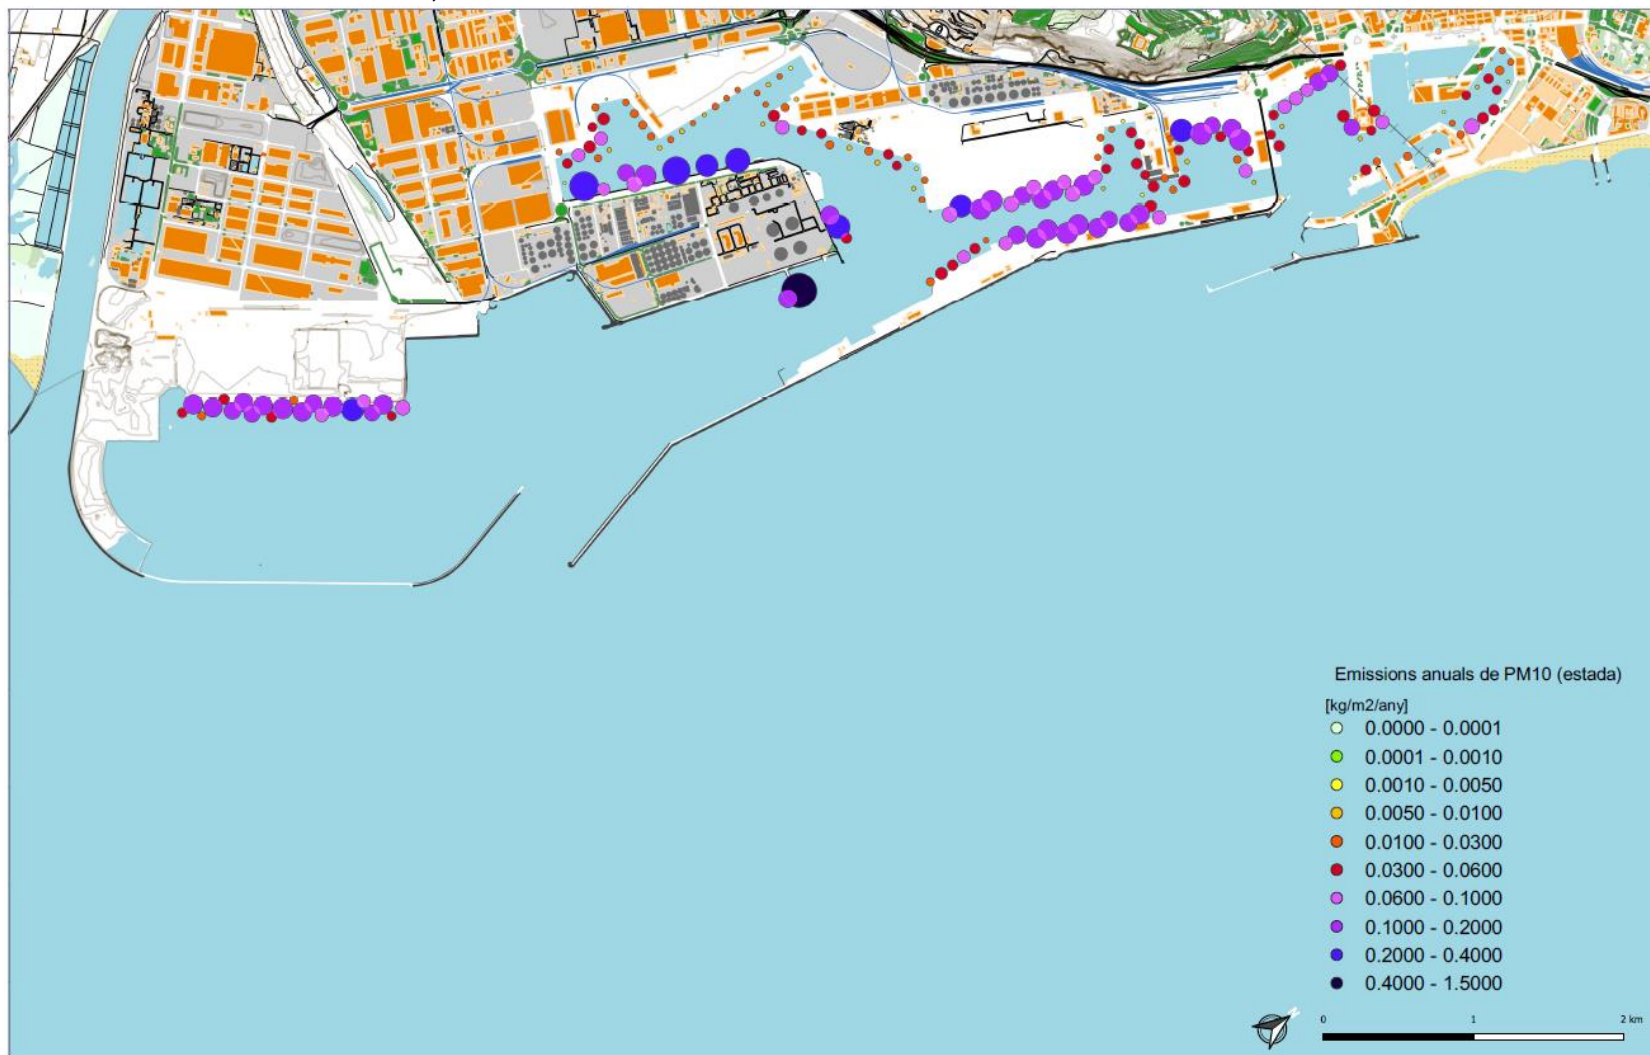 Emissions anuals de PM10 (estada)
[kg/m2/any]
0.0000 - 0.0001
0.0001 - 0.0010
0.0010 - 0.0050
0.0050 - 0.0100
0.0100 - 0.0300
0.0300 - 0.0600
0.0600 - 0.1000
0.1000 - 0.2000
0.2000 - 0.4000
0.4000 - 1.5000
0 1 2 km